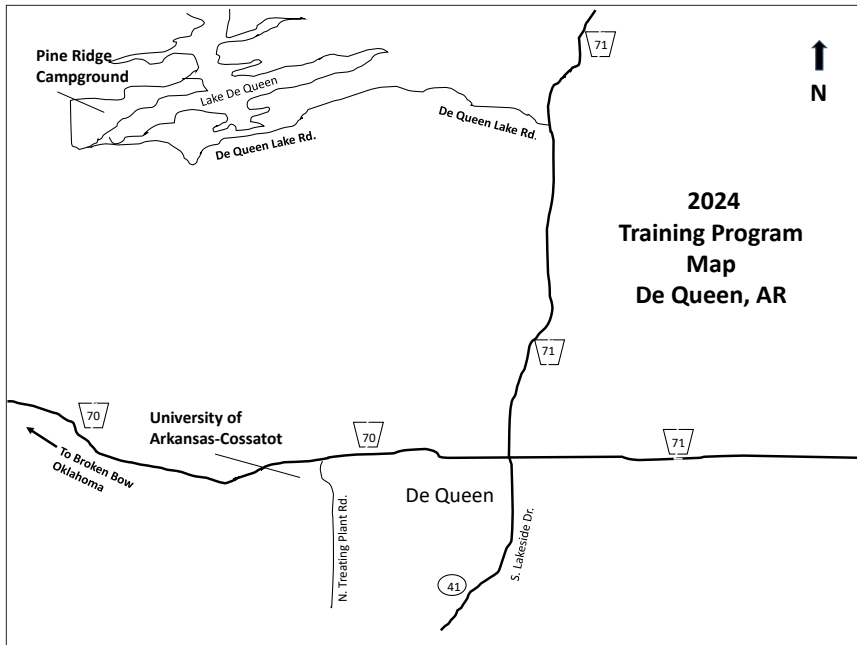 71
N
Pine Ridge
Campground
Lake De Queen
De Queen Lake Rd.
De Queen Lake Rd.
2024
Training Program
Map
De Queen, AR
71
70
University of
Arkansas-Cossatot
70
71
To Broken Bow
Oklahoma
De Queen
N. Treating Plant Rd.
S. Lakeside Dr.
41